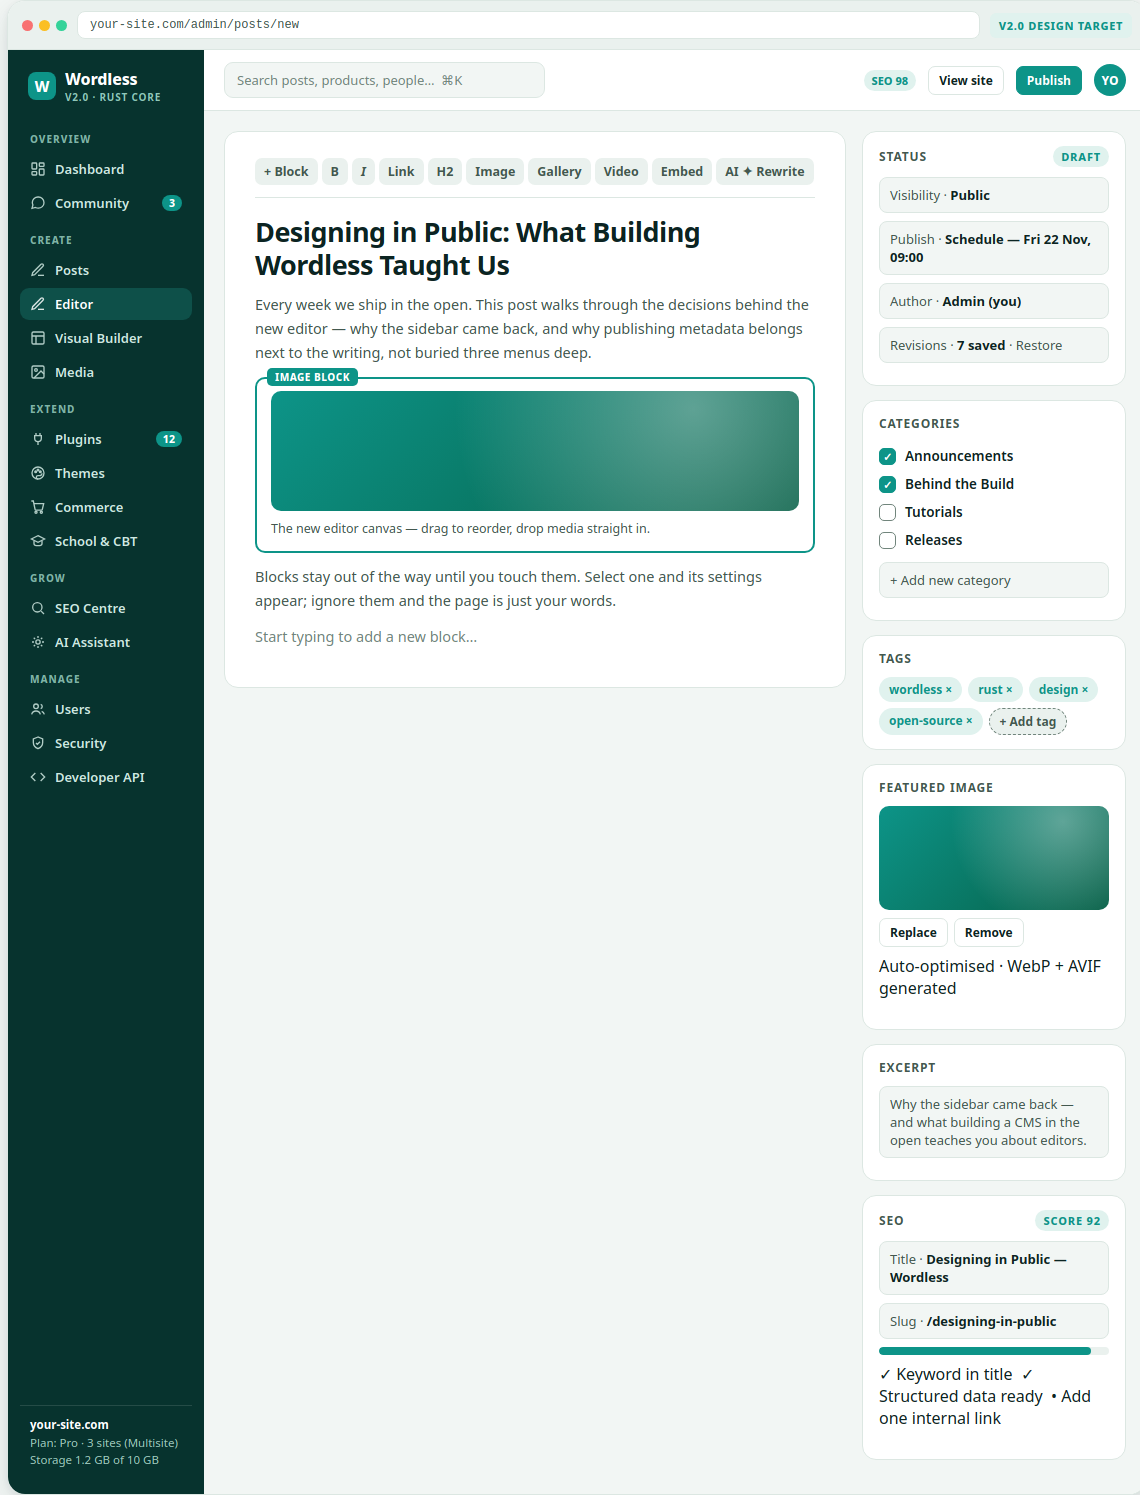 your-site.com/admin/posts/new
V2.0 DESIGN TARGET
W
Wordless
V2.0 · RUST CORE
Search posts, products, people... ⌘K
SEO 98
View site
Publish
YO
OVERVIEW
Dashboard
Community 3
CREATE
Posts
Editor
Visual Builder
Media
EXTEND
Plugins 12
Themes
Commerce
School & CBT
GROW
SEO Centre
AI Assistant
MANAGE
Users
Security
Developer API
your-site.com
Plan: Pro · 3 sites (Multisite)
Storage 1.2 GB of 10 GB
+ Block B I Link H2 Image Gallery Video Embed AI ✦ Rewrite
Designing in Public: What Building
Wordless Taught Us
Every week we ship in the open. This post walks through the decisions behind the
new editor — why the sidebar came back, and why publishing metadata belongs
next to the writing, not buried three menus deep.
IMAGE BLOCK
The new editor canvas — drag to reorder, drop media straight in.
Blocks stay out of the way until you touch them. Select one and its settings
appear; ignore them and the page is just your words.
Start typing to add a new block...
STATUS DRAFT
Visibility · Public
Publish · Schedule — Fri 22 Nov,
09:00
Author · Admin (you)
Revisions · 7 saved · Restore
CATEGORIES
✓ Announcements
✓ Behind the Build
Tutorials
Releases
+ Add new category
TAGS
wordless × rust × design ×
open-source × + Add tag
FEATURED IMAGE
Replace Remove
Auto-optimised · WebP + AVIF
generated
EXCERPT
Why the sidebar came back —
and what building a CMS in the
open teaches you about editors.
SEO SCORE 92
Title · Designing in Public —
Wordless
Slug · /designing-in-public
✓ Keyword in title ✓
Structured data ready • Add
one internal link